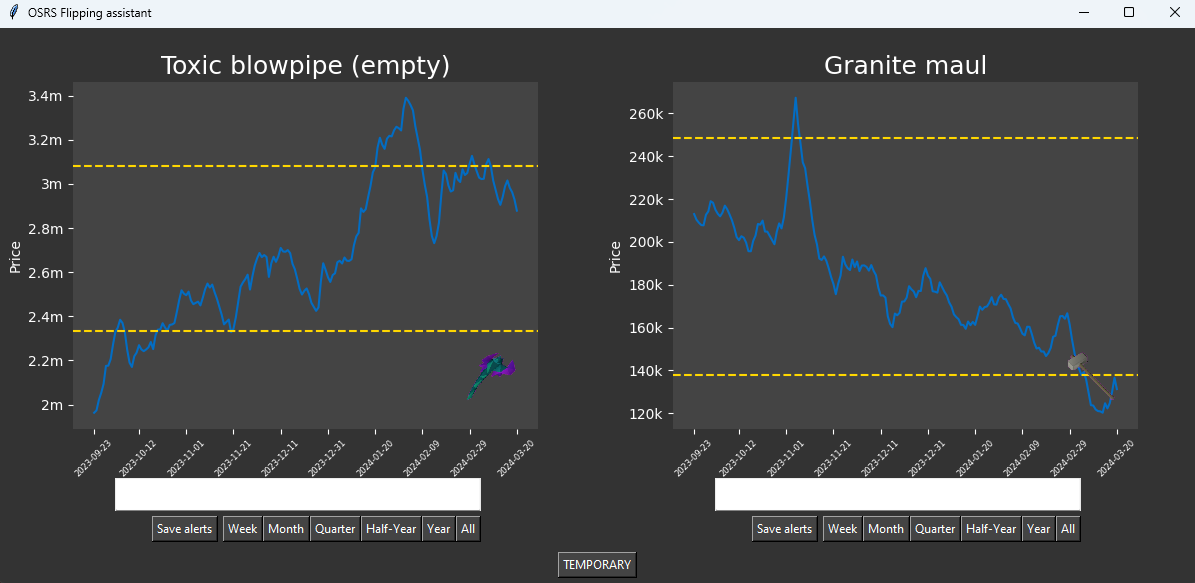 OSRS Flipping assistant
Toxic blowpipe (empty)
3.4m
3.2m
3m
2.8m
2.6m
2.4m
2.2m
2m
Price
2023-09-23
2023-10-12
2023-11-01
2023-11-21
2023-12-11
2023-12-31
2024-01-20
2024-02-09
2024-02-29
2024-03-20
Save alerts Week Month Quarter Half-Year Year All
Granite maul
260k
240k
220k
200k
180k
160k
140k
120k
Price
2023-09-23
2023-10-12
2023-11-01
2023-11-21
2023-12-11
2023-12-31
2024-01-20
2024-02-09
2024-02-29
2024-03-20
Save alerts Week Month Quarter Half-Year Year All
TEMPORARY